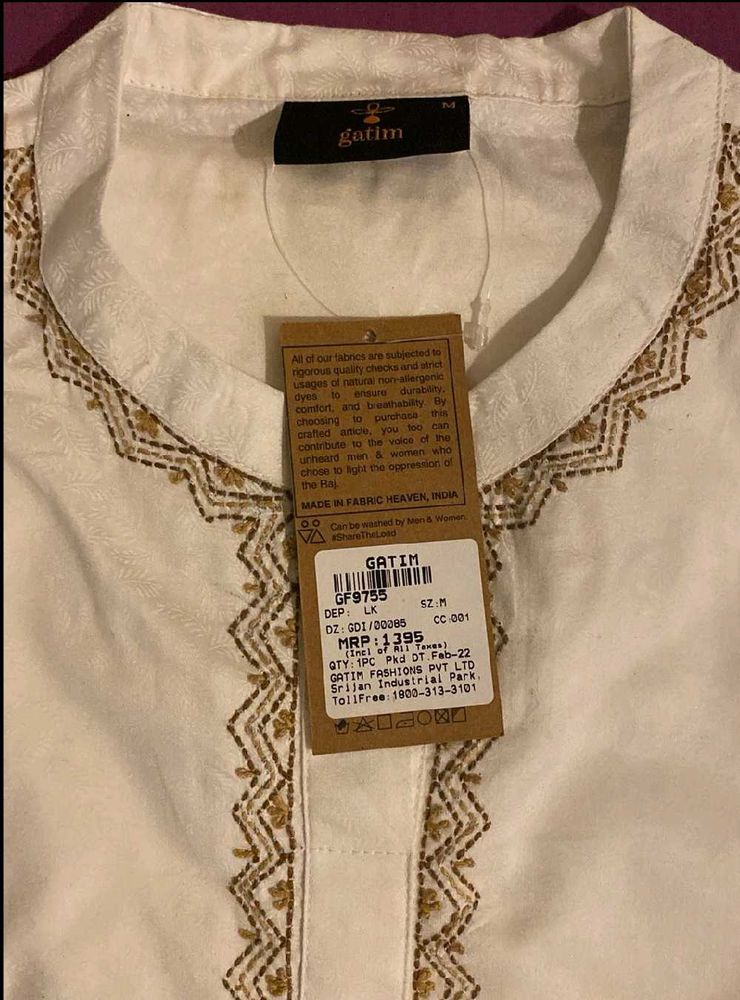 gatim
M
All of our fabrics are subjected to
rigorous quality checks and strict
usages of natural non-allergenic
dyes to ensure durability,
comfort, and breathability. By
choosing to purchase this
crafted article, you too can
contribute to the voice of the
unheard men & women who
chose to fight the oppression of
the Raj.
MADE IN FABRIC HEAVEN, INDIA
Can be washed by Men & Women.
#ShareTheLoad
GATIM
GF9755
DEP: LK SZ:M
DZ:GDI/00085 CC:001
MRP:1395
(Incl of All Taxes)
QTY:1PC Pkd DT.Feb-22
GATIM FASHIONS PVT LTD
Srijan Industrial Park,
TollFree:1800-313-3101